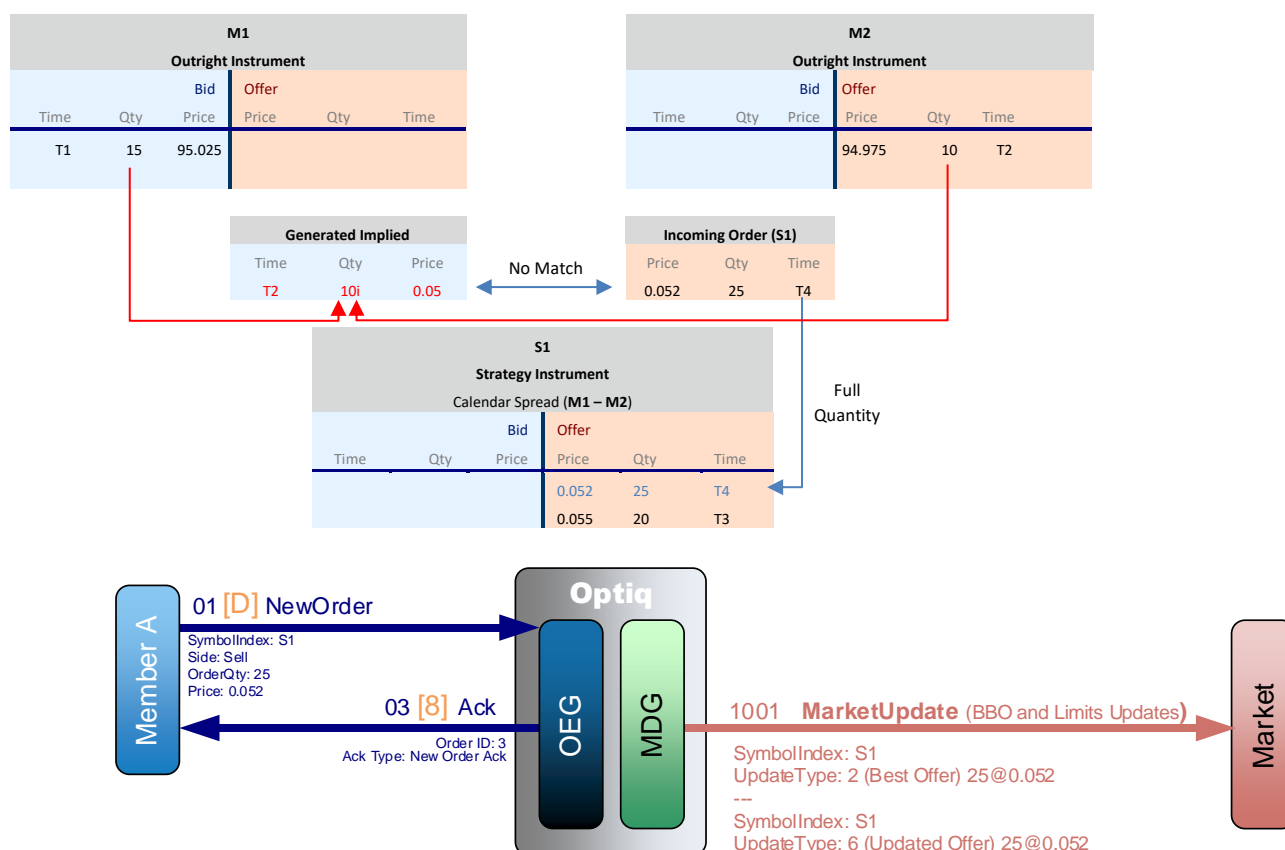 M1
Outright Instrument
Bid Offer
Time Qty Price Price Qty Time
T1 15 95.025
M2
Outright Instrument
Bid Offer
Time Qty Price Price Qty Time
94.975 10 T2
Generated Implied
Time Qty Price
T2 10i 0.05
No Match
Incoming Order (S1)
Price Qty Time
0.052 25 T4
S1
Strategy Instrument
Calendar Spread (M1 – M2)
Bid Offer
Time Qty Price Price Qty Time
0.052 25 T4
0.055 20 T3
Full
Quantity
Member A
01 [D] NewOrder
SymbolIndex: S1
Side: Sell
OrderQty: 25
Price: 0.052
03 [8] Ack
Order ID: 3
Ack Type: New Order Ack
Optiq
OEG
MDG
1001 MarketUpdate (BBO and Limits Updates)
SymbolIndex: S1
UpdateType: 2 (Best Offer) 25@0.052
---
SymbolIndex: S1
UpdateType: 6 (Updated Offer) 25@0.052
Market